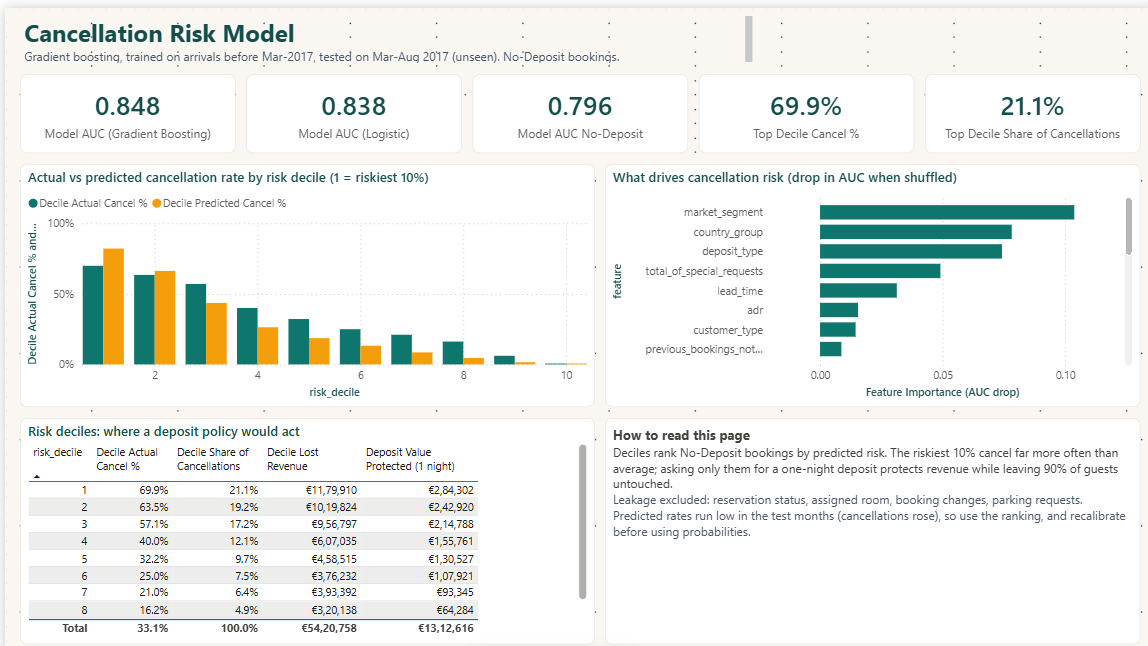 Cancellation Risk Model
Gradient boosting, trained on arrivals before Mar-2017, tested on Mar-Aug 2017 (unseen). No-Deposit bookings.
0.848
Model AUC (Gradient Boosting)
0.838
Model AUC (Logistic)
0.796
Model AUC No-Deposit
69.9%
Top Decile Cancel %
21.1%
Top Decile Share of Cancellations
Actual vs predicted cancellation rate by risk decile (1 = riskiest 10%)
Decile Actual Cancel % Decile Predicted Cancel %
Decile Actual Cancel % and...
100%
50%
0%
2 4 6 8 10
risk_decile
What drives cancellation risk (drop in AUC when shuffled)
feature
market_segment
country_group
deposit_type
total_of_special_requests
lead_time
adr
customer_type
previous_bookings_not...
0.00 0.05 0.10
Feature Importance (AUC drop)
Risk deciles: where a deposit policy would act
risk_decile Decile Actual Decile Share of Decile Lost Deposit Value
Cancel % Cancellations Revenue Protected (1 night)
1 69.9% 21.1% €11,79,910 €2,84,302
2 63.5% 19.2% €10,19,824 €2,42,920
3 57.1% 17.2% €9,56,797 €2,14,788
4 40.0% 12.1% €6,07,035 €1,55,761
5 32.2% 9.7% €4,58,515 €1,30,527
6 25.0% 7.5% €3,76,232 €1,07,921
7 21.0% 6.4% €3,93,392 €93,345
8 16.2% 4.9% €3,20,138 €64,284
Total 33.1% 100.0% €54,20,758 €13,12,616
How to read this page
Deciles rank No-Deposit bookings by predicted risk. The riskiest 10% cancel far more often than
average; asking only them for a one-night deposit protects revenue while leaving 90% of guests
untouched.
Leakage excluded: reservation status, assigned room, booking changes, parking requests.
Predicted rates run low in the test months (cancellations rose), so use the ranking, and recalibrate
before using probabilities.